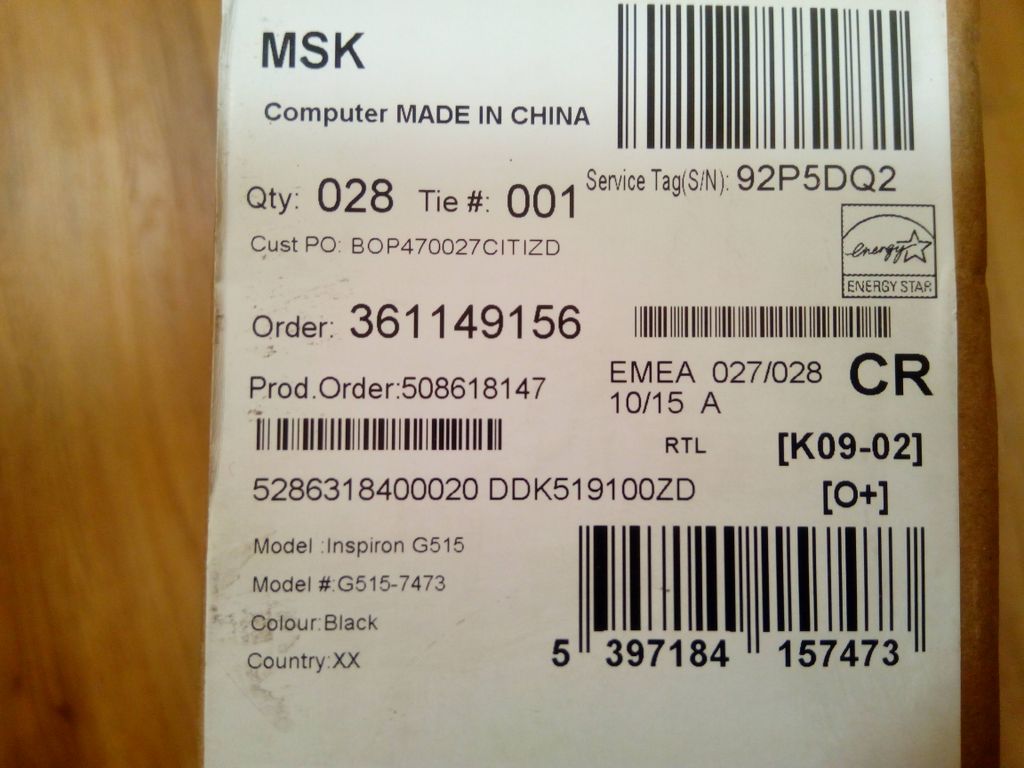 MSK
Computer MADE IN CHINA
Service Tag(S/N): 92P5DQ2
Qty: 028 Tie #: 001
Cust PO: BOP470027CITIZD
energy
ENERGY STAR
Order: 361149156
EMEA 027/028 CR
10/15 A
Prod.Order:508618147
RTL [K09-02]
5286318400020 DDK519100ZD
[O+]
Model :Inspiron G515
Model #:G515-7473
Colour:Black
Country:XX
5 397184 157473